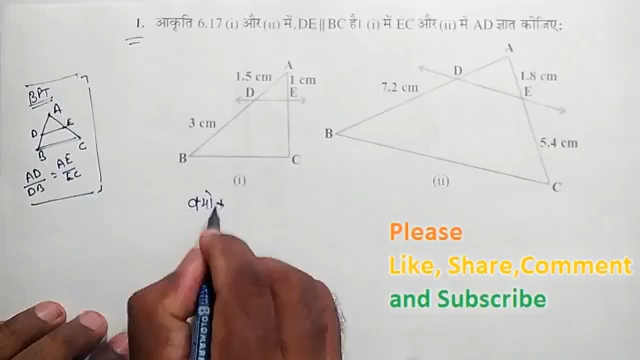 1. आकृति 6.17 (i) और (ii) में, DE || BC है। (i) में EC और (ii) में AD ज्ञात कीजिए:
BPT
A
D E
B C
AD/DB = AE/EC
A
1.5 cm 1 cm
D E
3 cm
B C
(i)
A
D 1.8 cm
7.2 cm E
B 5.4 cm
C
(ii)
क्यो
Please
Like, Share,Comment
and Subscribe